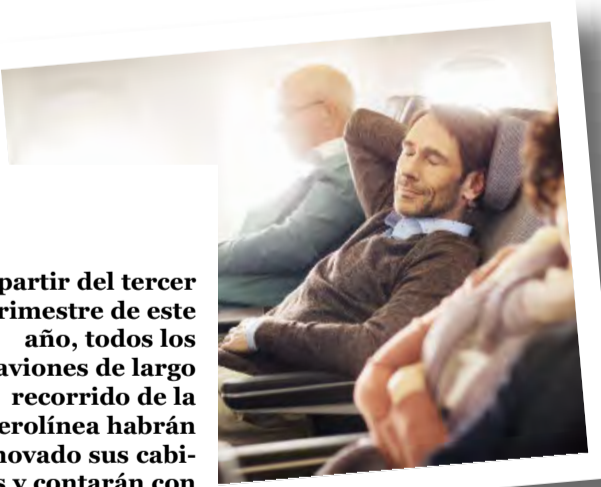 partir del tercer
rimestre de este
año, todos los
aviones de largo
recorrido de la
erolínea habrán
novado sus cabi-
s y contarán con